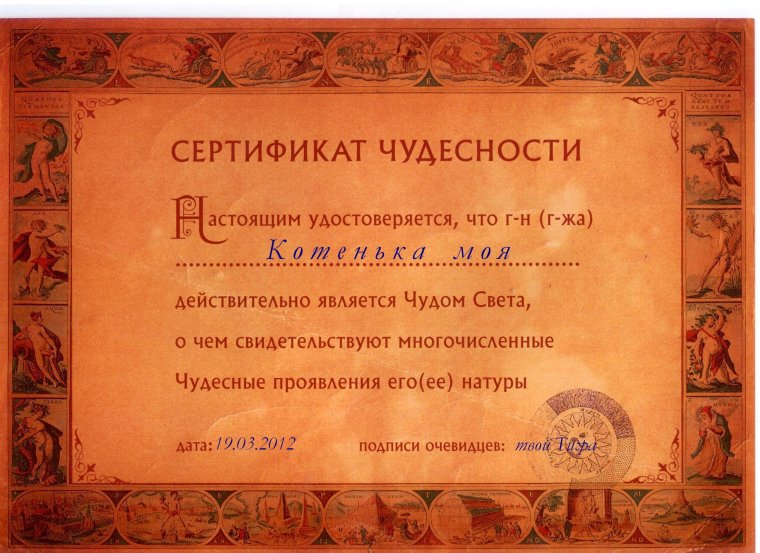 СЕРТИФИКАТ ЧУДЕСНОСТИ
Настоящим удостоверяется, что г-н (г-жа)
Котенька моя
действительно является Чудом Света,
о чем свидетельствуют многочисленные
Чудесные проявления его(ее) натуры
дата: 19.03.2012 подписи очевидцев: твой Тигра